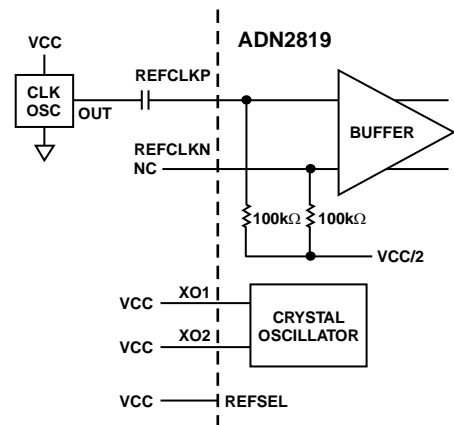 ADN2819
VCC
REFCLKP
CLK
OSC
OUT
BUFFER
REFCLKN
NC
100kΩ
100kΩ
VCC/2
VCC
XO1
CRYSTAL
OSCILLATOR
VCC
XO2
VCC
REFSEL